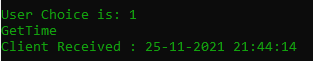 User Choice is: 1
GetTime
Client Received : 25-11-2021 21:44:14